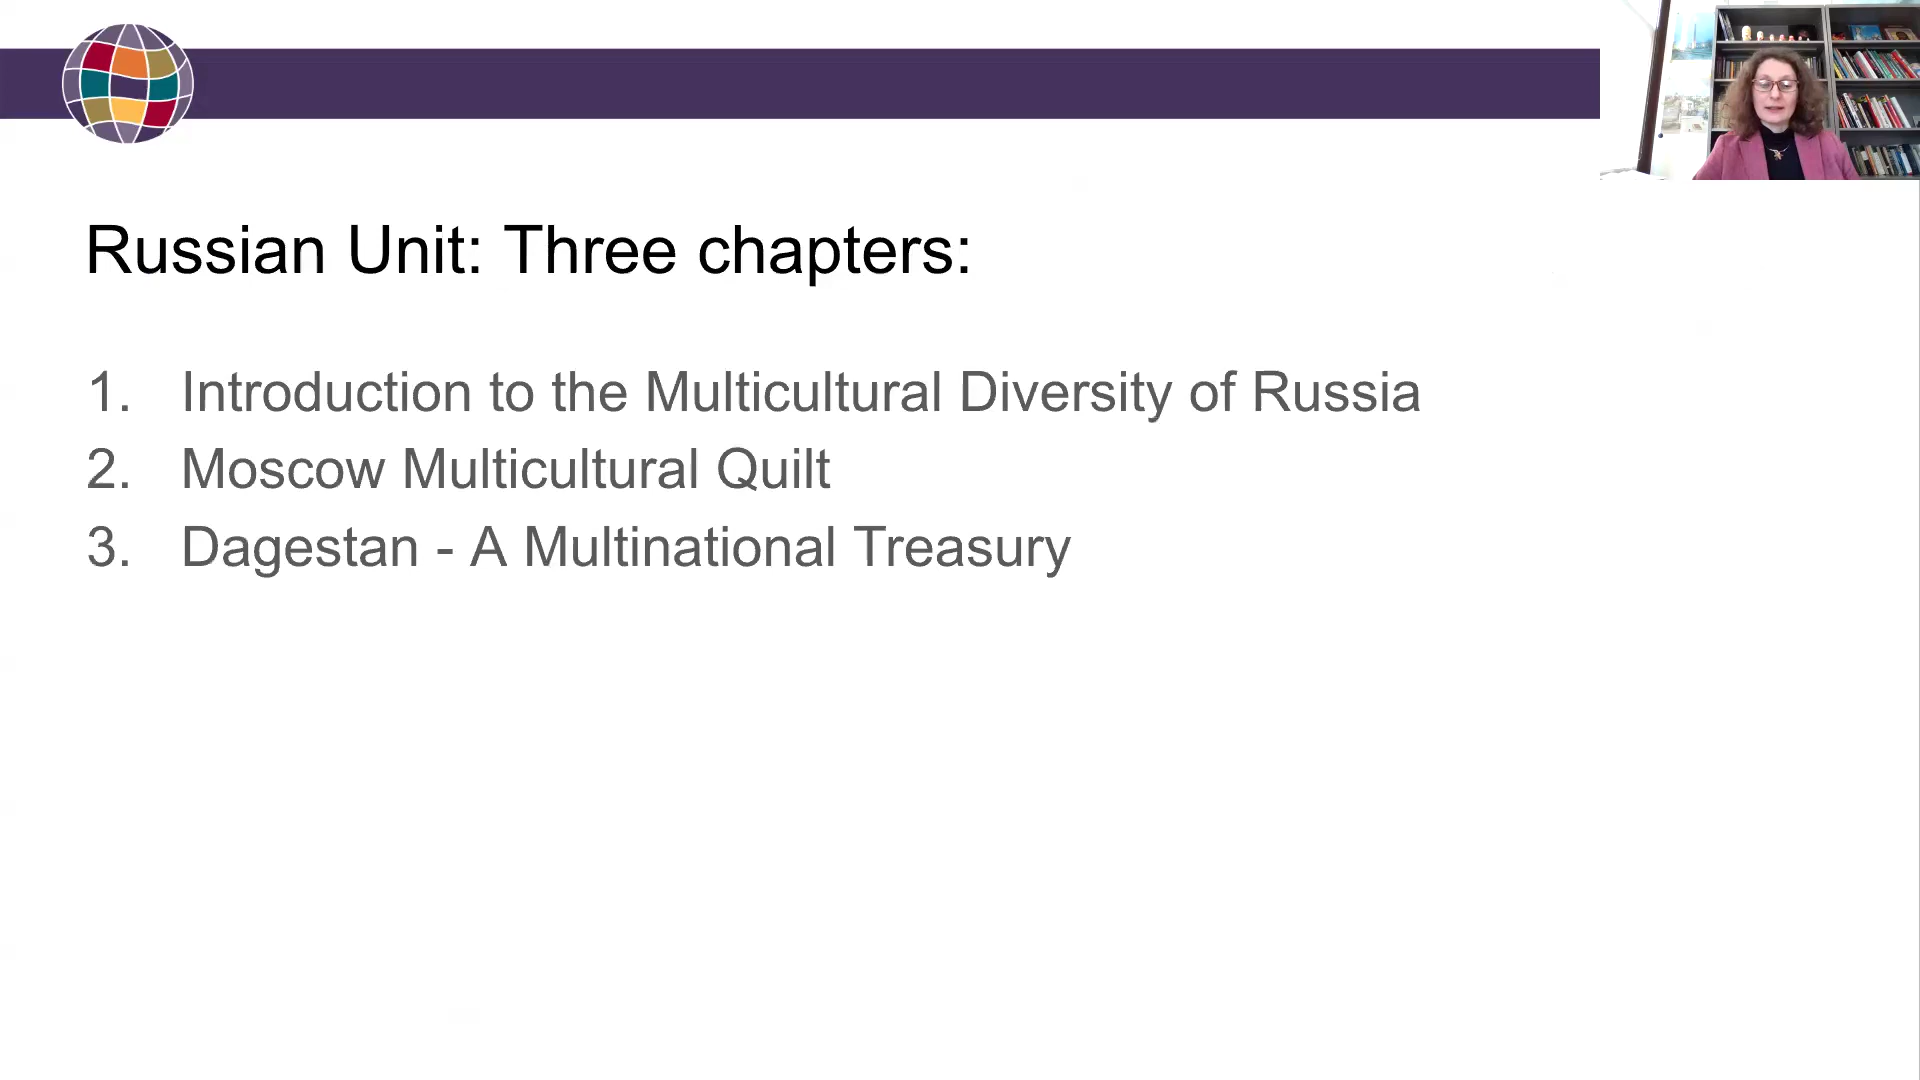 Russian Unit: Three chapters:
1. Introduction to the Multicultural Diversity of Russia
2. Moscow Multicultural Quilt
3. Dagestan - A Multinational Treasury